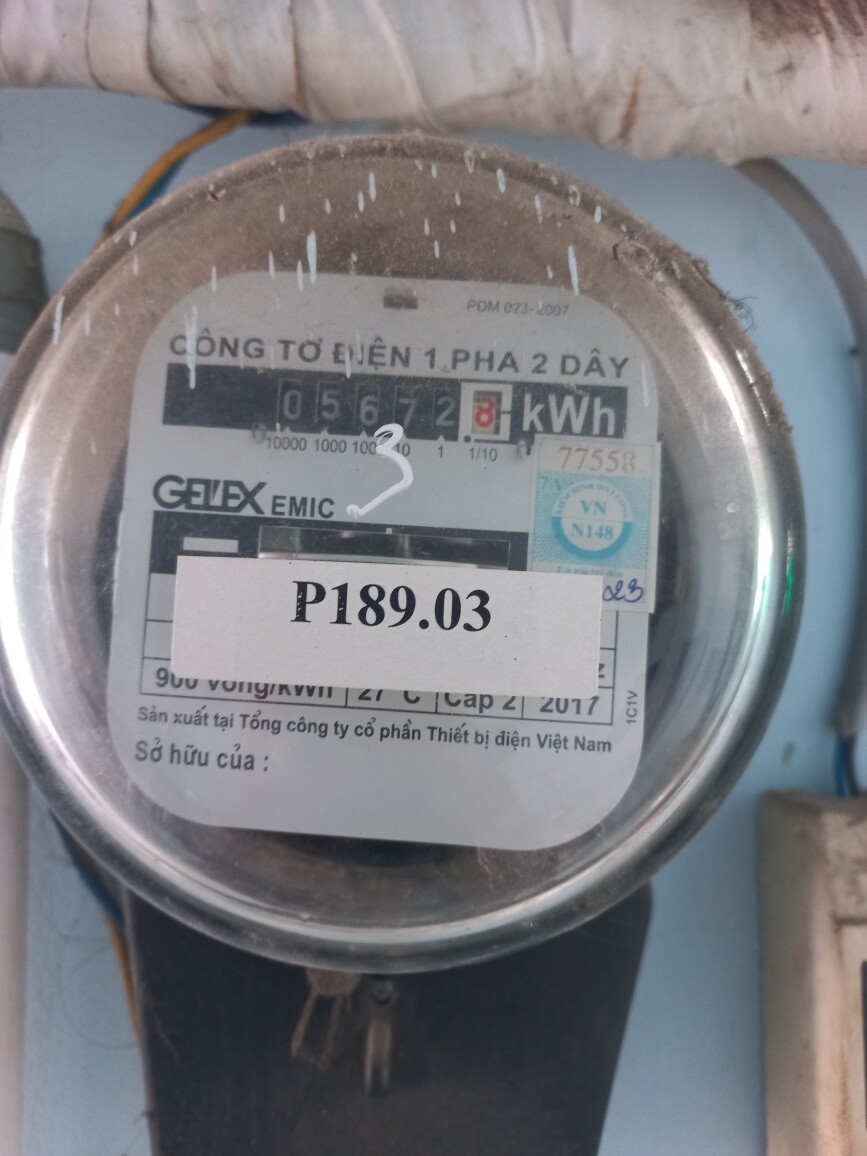 PDM 023-2007
CÔNG TƠ ĐIỆN 1 PHA 2 DÂY
0 5 6 7 2 8 kWh
10000 1000 100 10 1 1/10
3
77558
GELEX EMIC
VN
N148
23
P189.03
900 vòng/kWh 27 °C Cấp 2 2017
1C1V
Sản xuất tại Tổng công ty cổ phần Thiết bị điện Việt Nam
Sở hữu của :